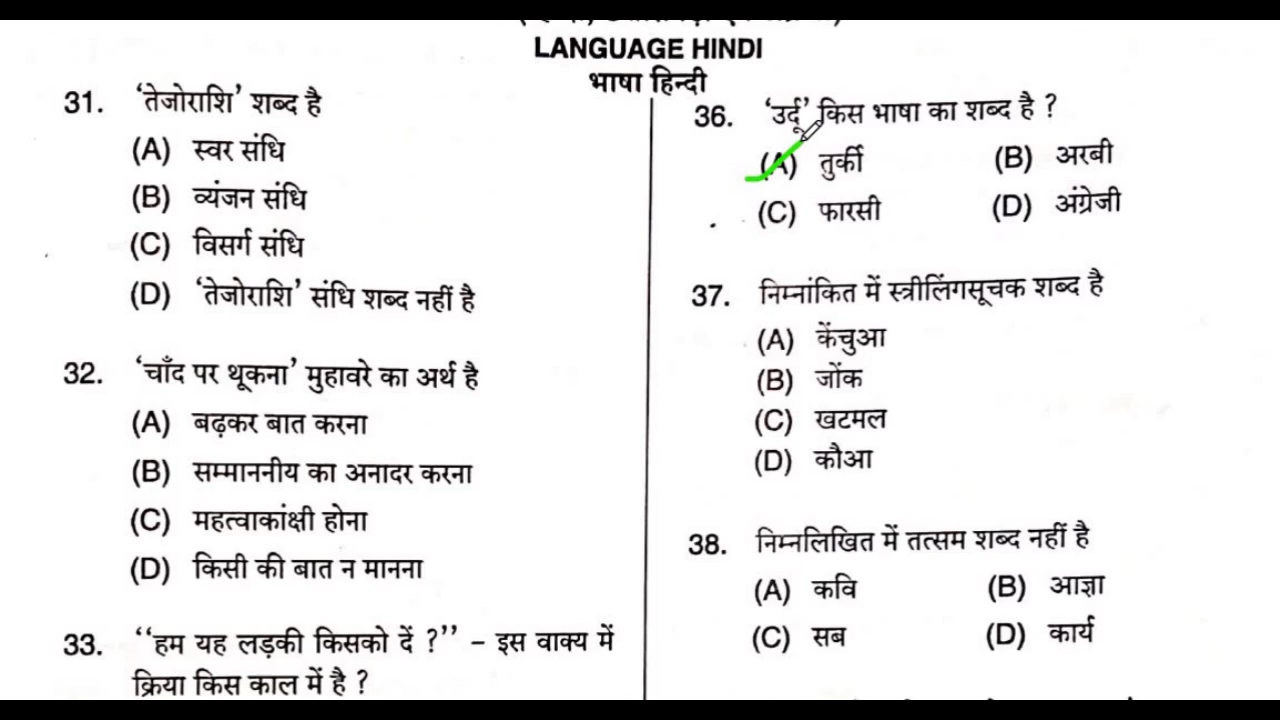 LANGUAGE HINDI
भाषा हिन्दी
31. 'तेजोराशि' शब्द है
(A) स्वर संधि
(B) व्यंजन संधि
(C) विसर्ग संधि
(D) 'तेजोराशि' संधि शब्द नहीं है
32. 'चाँद पर थूकना' मुहावरे का अर्थ है
(A) बढ़कर बात करना
(B) सम्माननीय का अनादर करना
(C) महत्वाकांक्षी होना
(D) किसी की बात न मानना
33. "हम यह लड़की किसको दें ?" – इस वाक्य में
क्रिया किस काल में है ?
36. 'उर्दू' किस भाषा का शब्द है ?
(A) तुर्की (B) अरबी
(C) फारसी (D) अंग्रेजी
37. निम्नांकित में स्त्रीलिंगसूचक शब्द है
(A) केंचुआ
(B) जोंक
(C) खटमल
(D) कौआ
38. निम्नलिखित में तत्सम शब्द नहीं है
(A) कवि (B) आज्ञा
(C) सब (D) कार्य